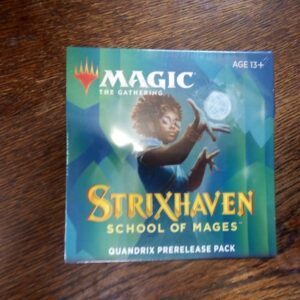 AGE 13+
MAGIC
THE GATHERING
STRIXHAVEN
SCHOOL OF MAGES
QUANDRIX PRERELEASE PACK